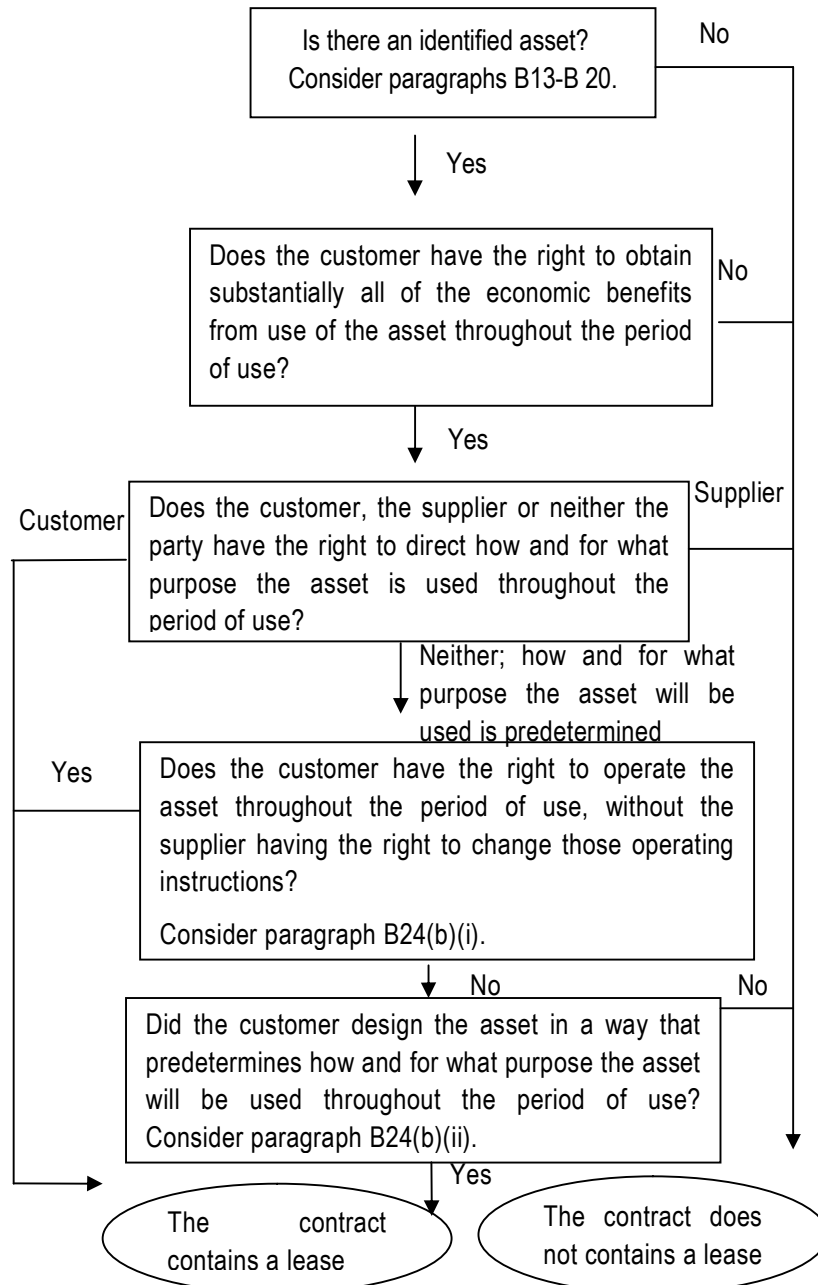 Is there an identified asset?
Consider paragraphs B13-B 20.
No
Yes
Does the customer have the right to obtain
substantially all of the economic benefits
from use of the asset throughout the period
of use?
No
Yes
Customer
Does the customer, the supplier or neither the
party have the right to direct how and for what
purpose the asset is used throughout the
period of use?
Supplier
Neither; how and for what
purpose the asset will be
used is predetermined
Yes
Does the customer have the right to operate the
asset throughout the period of use, without the
supplier having the right to change those operating
instructions?
Consider paragraph B24(b)(i).
No
No
Did the customer design the asset in a way that
predetermines how and for what purpose the asset
will be used throughout the period of use?
Consider paragraph B24(b)(ii).
Yes
The contract
contains a lease
The contract does
not contains a lease